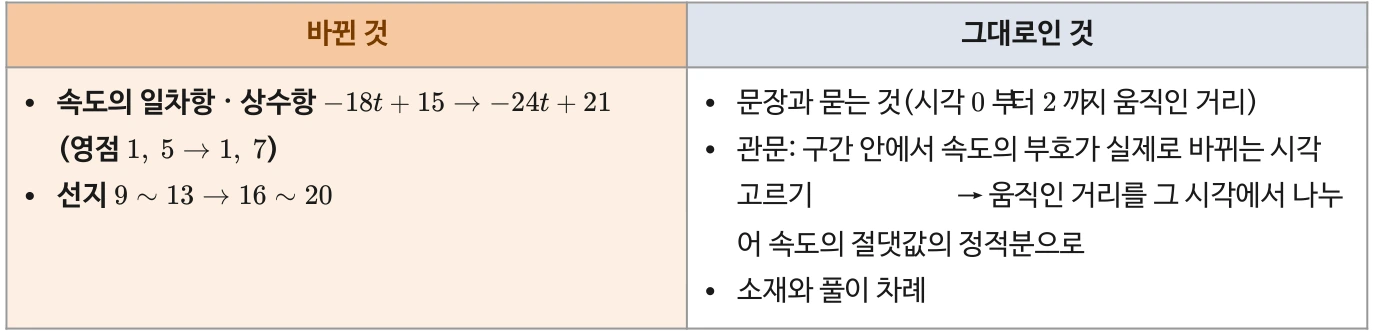 바뀐 것
그대로인 것
• 속도의 일차항 · 상수항 −18t + 15 → −24t + 21
(영점 1, 5 → 1, 7)
• 선지 9 ∼ 13 → 16 ∼ 20
• 문장과 묻는 것(시각 0 부터 2 까지 움직인 거리)
• 관문: 구간 안에서 속도의 부호가 실제로 바뀌는 시각
고르기 → 움직인 거리를 그 시각에서 나누
어 속도의 절댓값의 정적분으로
• 소재와 풀이 차례